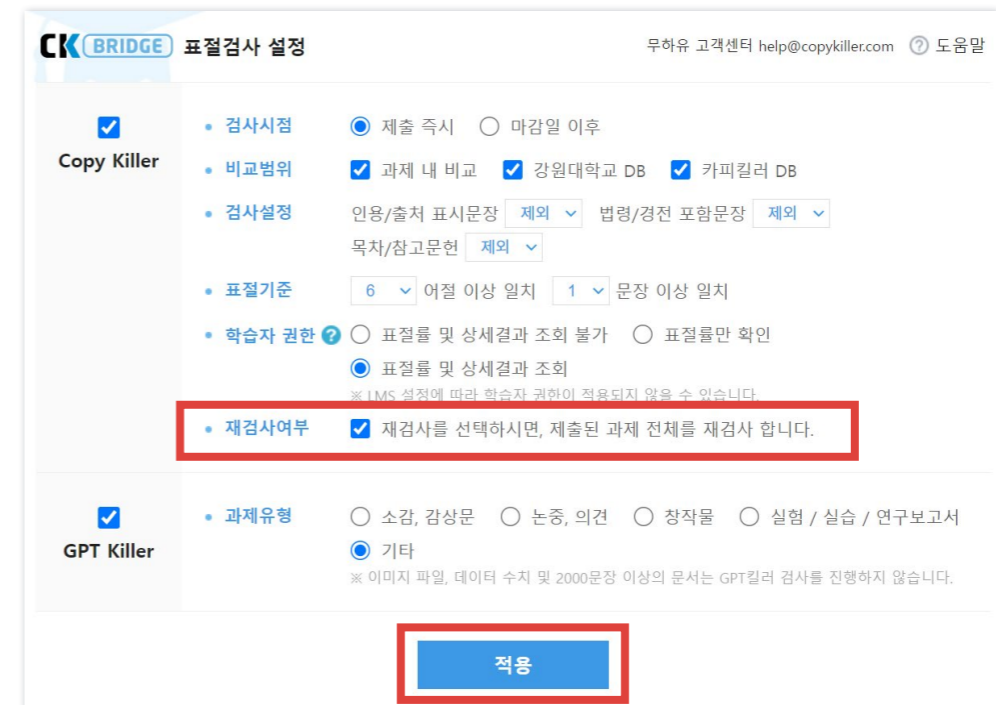 CK BRIDGE 표절검사 설정 무하유 고객센터 help@copykiller.com ? 도움말
Copy Killer
검사시점 제출 즉시 마감일 이후
비교범위 과제 내 비교 강원대학교 DB 카피킬러 DB
검사설정 인용/출처 표시문장 제외 법령/경전 포함문장 제외
목차/참고문헌 제외
표절기준 6 어절 이상 일치 1 문장 이상 일치
학습자 권한 ? 표절률 및 상세결과 조회 불가 표절률만 확인
표절률 및 상세결과 조회
※ LMS 설정에 따라 학습자 권한이 적용되지 않을 수 있습니다.
재검사여부 재검사를 선택하시면, 제출된 과제 전체를 재검사 합니다.
GPT Killer
과제유형 소감, 감상문 논중, 의견 창작물 실험 / 실습 / 연구보고서
기타
※ 이미지 파일, 데이터 수치 및 2000문장 이상의 문서는 GPT킬러 검사를 진행하지 않습니다.
적용